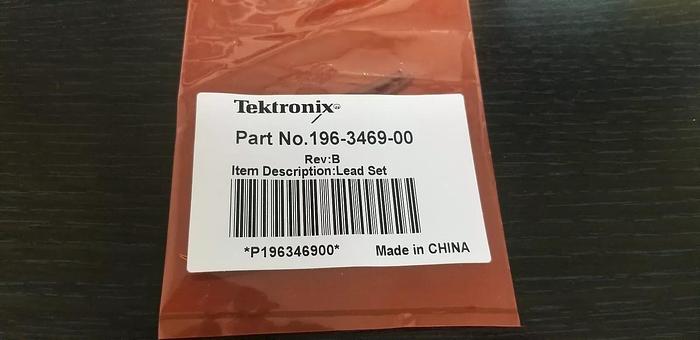 Tektronix
Part No.196-3469-00
Rev:B
Item Description:Lead Set
*P196346900*
Made in CHINA